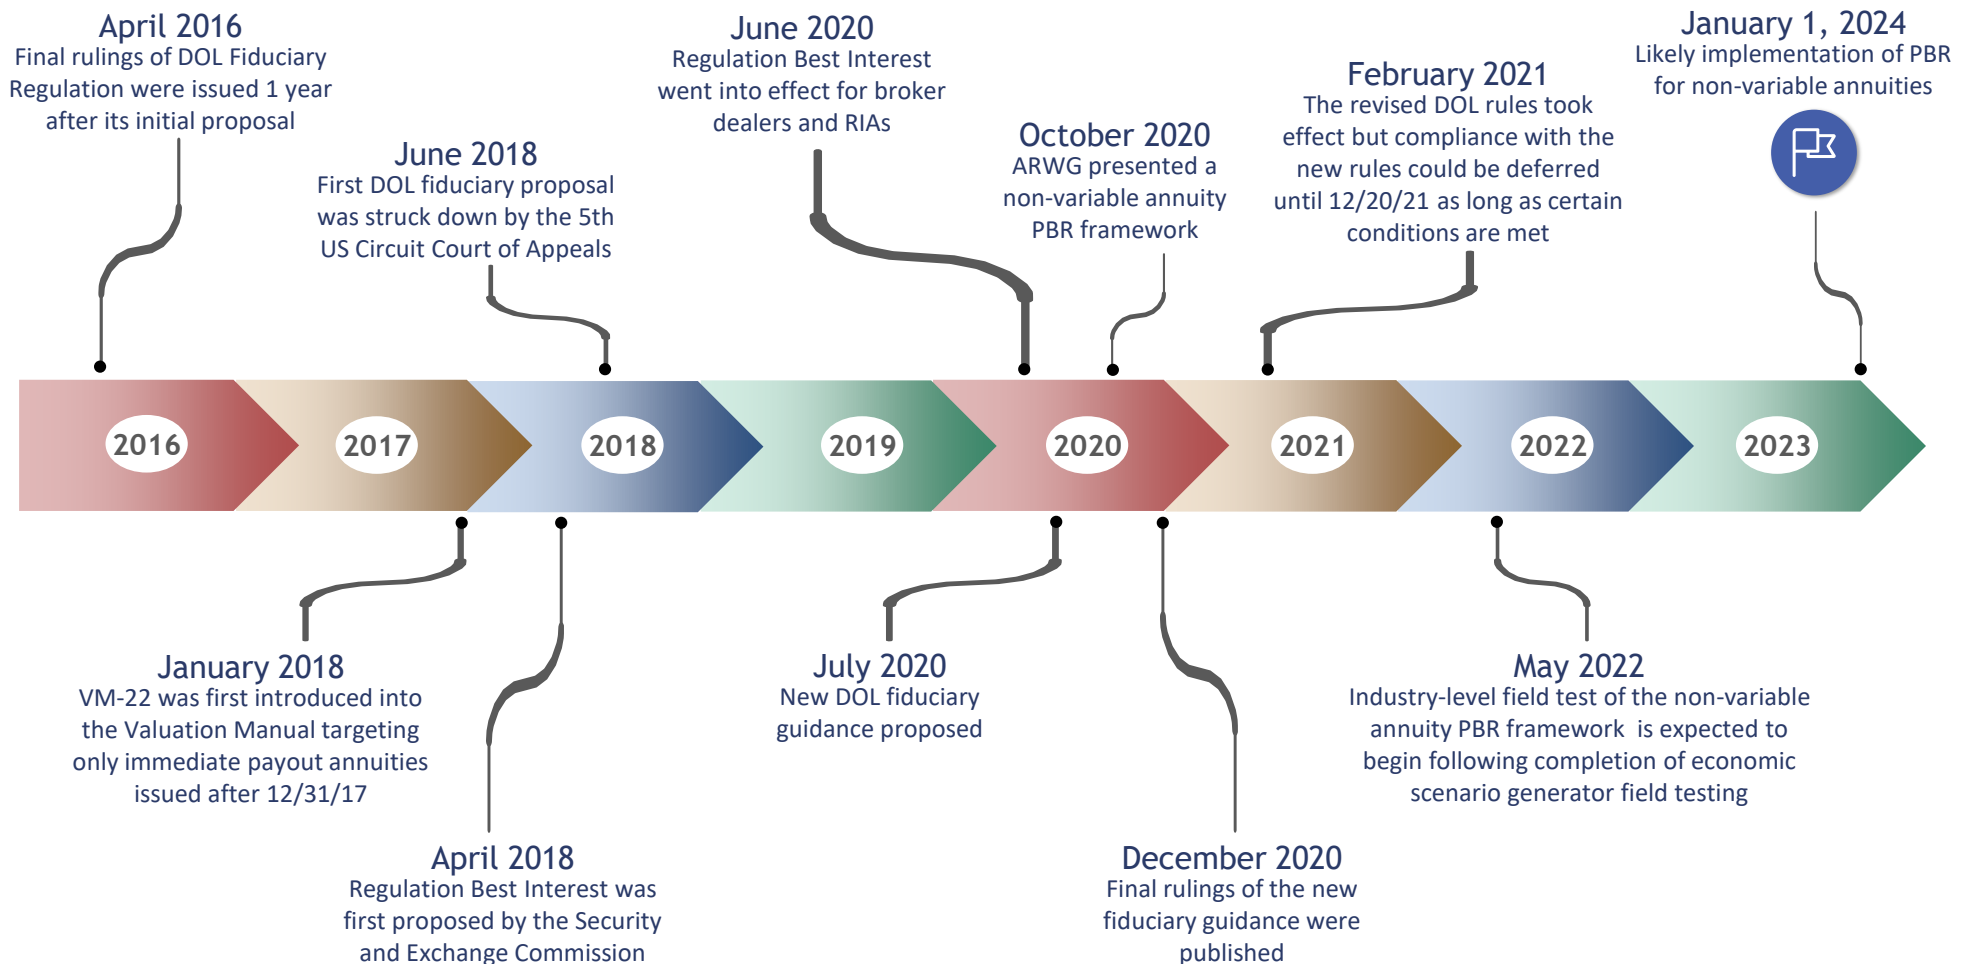 April 2016
Final rulings of DOL Fiduciary
Regulation were issued 1 year
after its initial proposal
June 2018
First DOL fiduciary proposal
was struck down by the 5th
US Circuit Court of Appeals
June 2020
Regulation Best Interest
went into effect for broker
dealers and RIAs
October 2020
ARWG presented a
non-variable annuity
PBR framework
February 2021
The revised DOL rules took
effect but compliance with the
new rules could be deferred
until 12/20/21 as long as certain
conditions are met
January 1, 2024
Likely implementation of PBR
for non-variable annuities
2016
2017
2018
2019
2020
2021
2022
2023
January 2018
VM-22 was first introduced into
the Valuation Manual targeting
only immediate payout annuities
issued after 12/31/17
April 2018
Regulation Best Interest was
first proposed by the Security
and Exchange Commission
July 2020
New DOL fiduciary
guidance proposed
December 2020
Final rulings of the new
fiduciary guidance were
published
May 2022
Industry-level field test of the non-variable
annuity PBR framework  is expected to
begin following completion of economic
scenario generator field testing